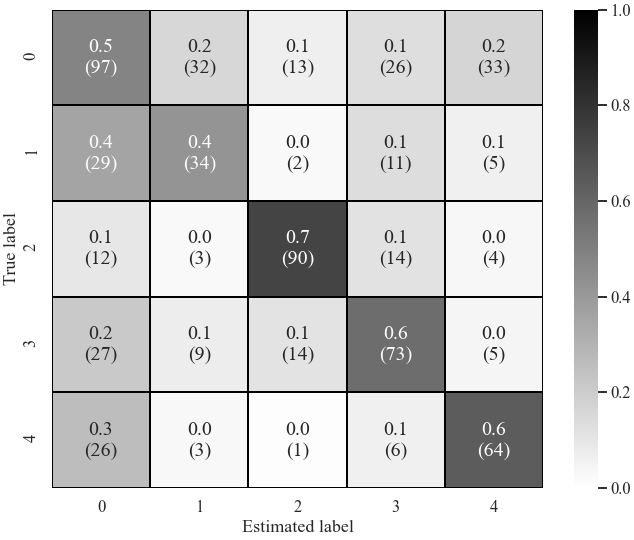 0.5 0.2 0.1 0.1 0.2
0 (97) (32) (13) (26) (33)
0.4 0.4 0.0 0.1 0.1
1 (29) (34) (2) (11) (5)
0.1 0.0 0.7 0.1 0.0
2 (12) (3) (90) (14) (4)
0.2 0.1 0.1 0.6 0.0
3 (27) (9) (14) (73) (5)
0.3 0.0 0.0 0.1 0.6
4 (26) (3) (1) (6) (64)
True label
0 1 2 3 4
Estimated label
1.0
0.8
0.6
0.4
0.2
0.0